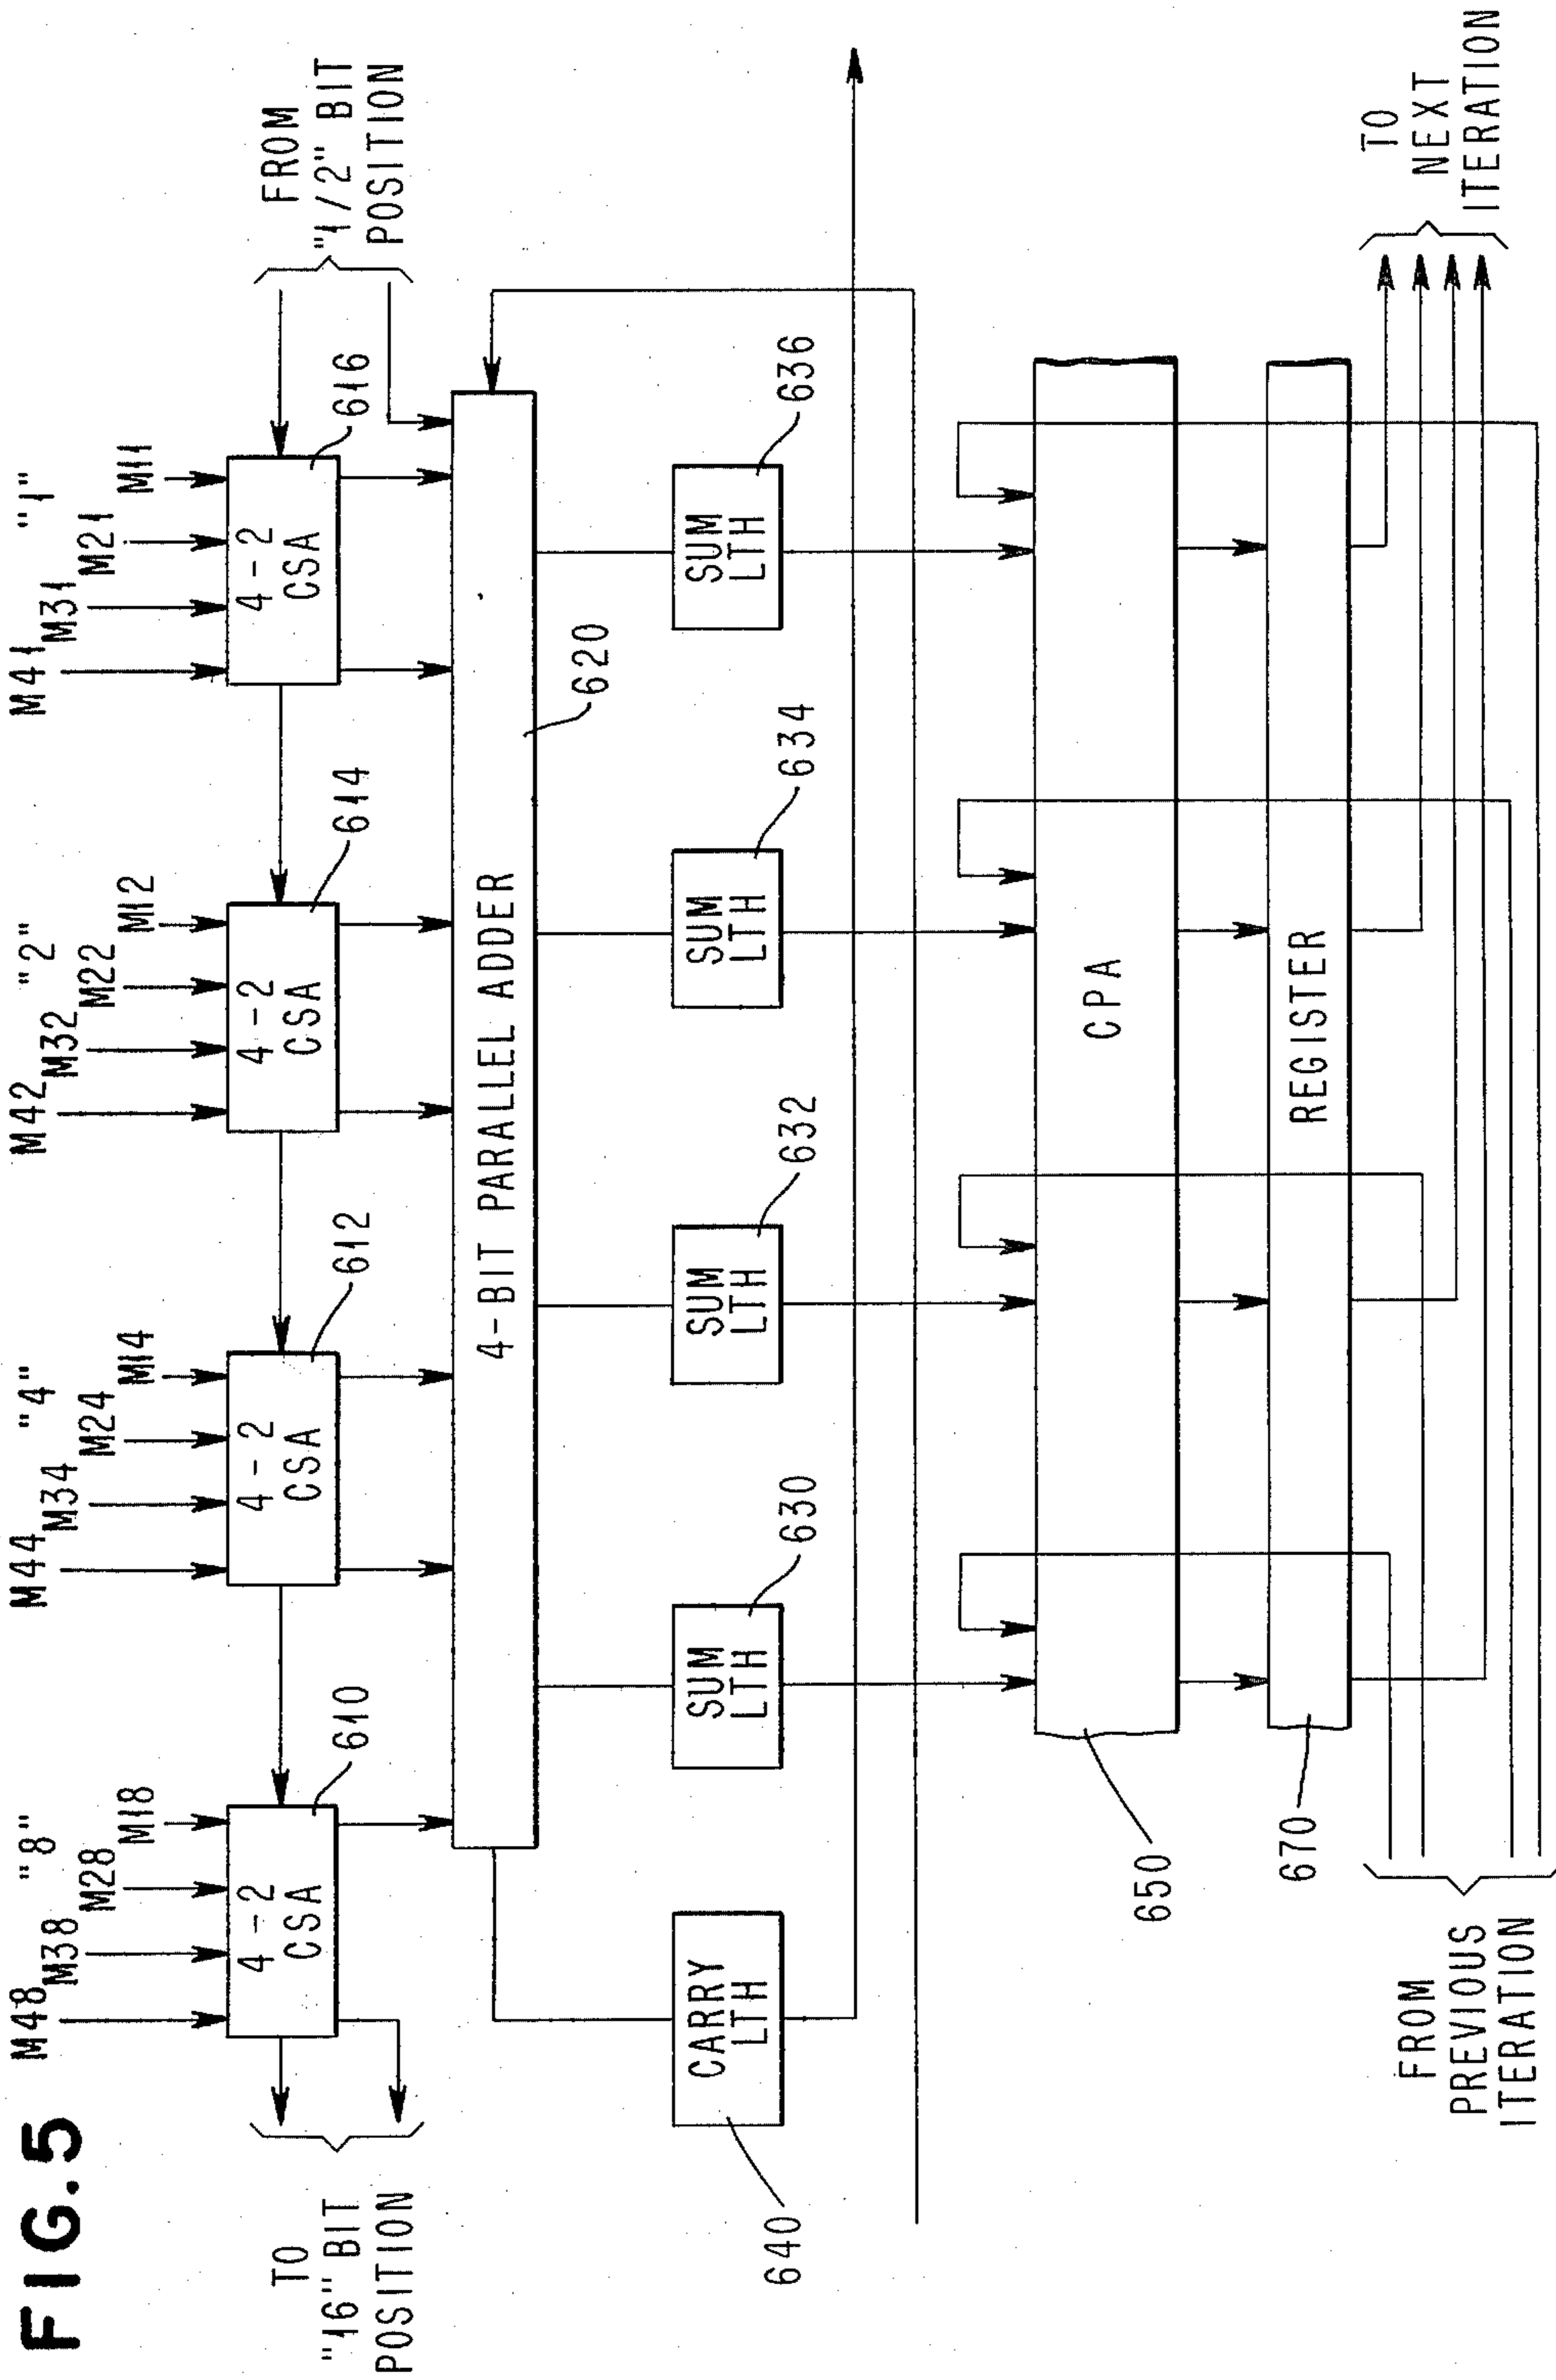 FIG.5
M48
M38
"8"
M28
M18
M44
M34
"4"
M24
M14
M42
M32
"2"
M22
M12
M41
M31
"1"
M21
M11
4-2
CSA
610
4-2
CSA
612
4-2
CSA
614
4-2
CSA
616
TO
"16" BIT
POSITION
FROM
"1/2" BIT
POSITION
4-BIT PARALLEL ADDER
620
CARRY
LTH
640
SUM
LTH
630
SUM
LTH
632
SUM
LTH
634
SUM
LTH
636
CPA
650
REGISTER
670
FROM
PREVIOUS
ITERATION
TO
NEXT
ITERATION